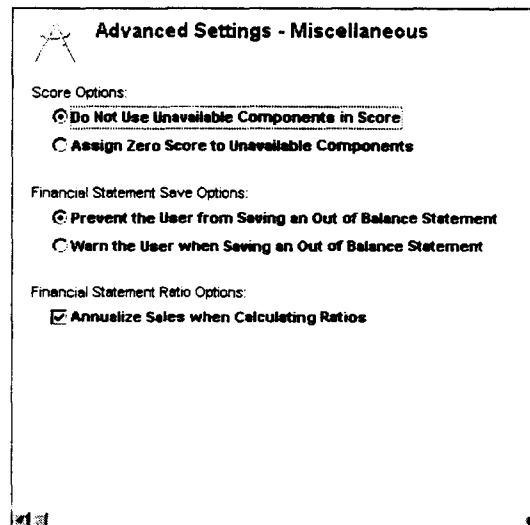 Advanced Settings - Miscellaneous
Score Options:
Do Not Use Unavailable Components in Score
Assign Zero Score to Unavailable Components
Financial Statement Save Options:
Prevent the User from Saving an Out of Balance Statement
Warn the User when Saving an Out of Balance Statement
Financial Statement Ratio Options:
Annualize Sales when Calculating Ratios